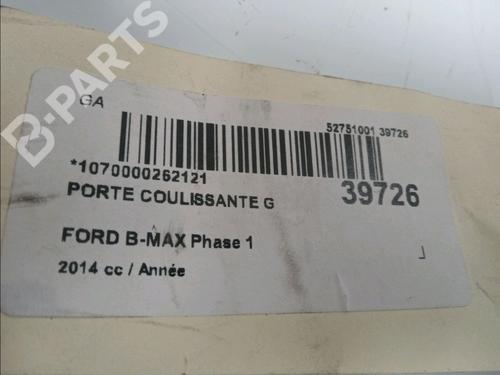 B-PARTS
GA
52751001 39726
*1070000262121
PORTE COULISSANTE G
39726
FORD B-MAX Phase 1
2014 cc / Année